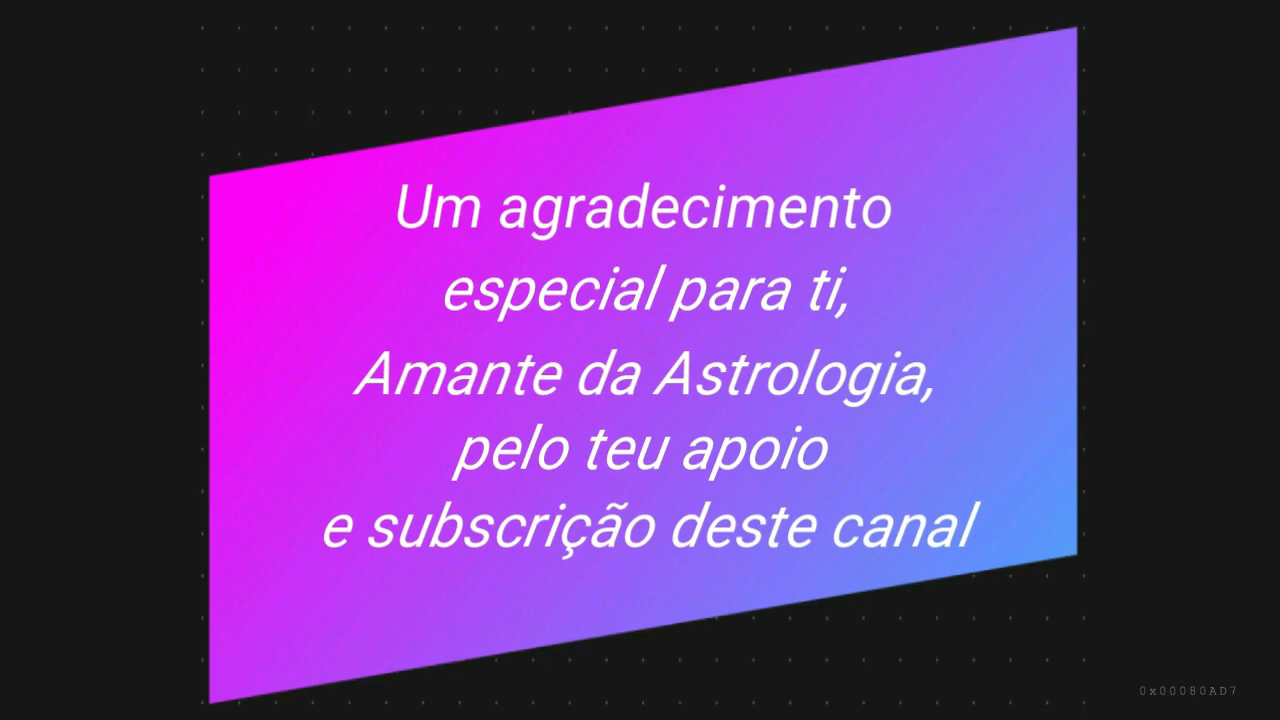 Um agradecimento
especial para ti,
Amante da Astrologia,
pelo teu apoio
e subscrição deste canal
0x00080AD7